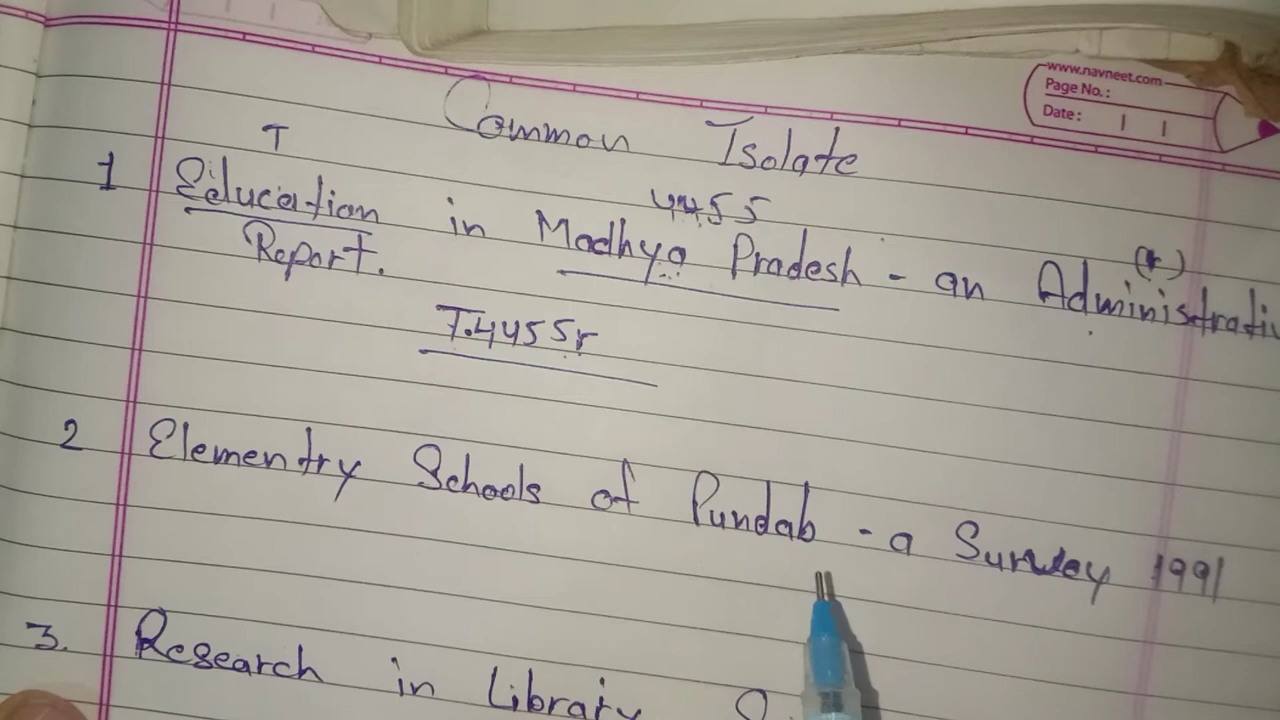 www.navneet.com
Page No.:
Date:
Common Isolate
T
4455
(r)
1 Education in Madhya Pradesh - an Administrati
Report.
T.4455r
2 Elementry Schools of Pundab - a Survey 1991
3. Research in Library